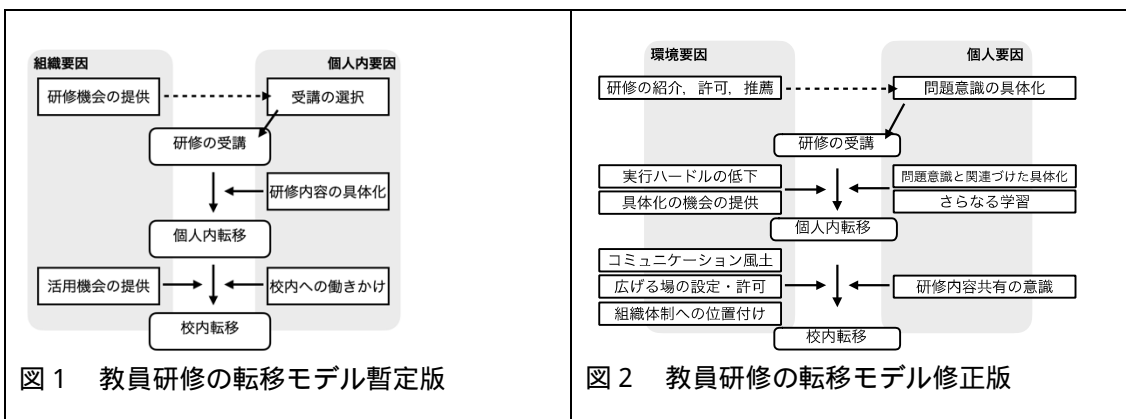 組織要因
個人内要因
研修機会の提供
受講の選択
研修の受講
研修内容の具体化
個人内転移
活用機会の提供
校内への働きかけ
校内転移
図1 教員研修の転移モデル暫定版
環境要因
個人要因
研修の紹介,許可,推薦
問題意識の具体化
研修の受講
実行ハードルの低下
問題意識と関連づけた具体化
具体化の機会の提供
さらなる学習
個人内転移
コミュニケーション風土
広げる場の設定・許可
研修内容共有の意識
組織体制への位置付け
校内転移
図2 教員研修の転移モデル修正版